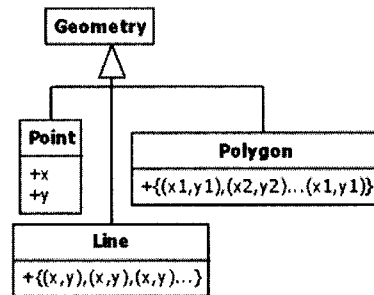 Geometry
Point
+x
+y
Polygon
+{(x1,y1),(x2,y2)...(x1,y1)}
Line
+{(x,y),(x,y),(x,y)...}